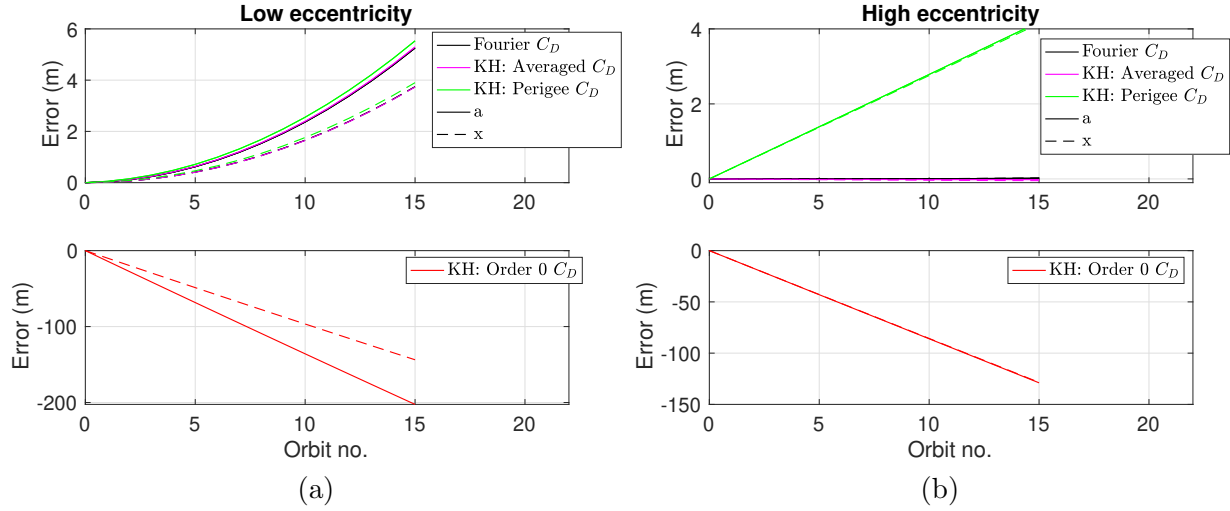 Low eccentricity
Error (m)
6
4
2
0
0 5 10 15 20
Fourier C_D
KH: Averaged C_D
KH: Perigee C_D
a
x
Error (m)
0
-100
-200
0 5 10 15 20
KH: Order 0 C_D
Orbit no.
(a)
High eccentricity
Error (m)
4
2
0
0 5 10 15 20
Fourier C_D
KH: Averaged C_D
KH: Perigee C_D
a
x
Error (m)
0
-50
-100
-150
0 5 10 15 20
KH: Order 0 C_D
Orbit no.
(b)